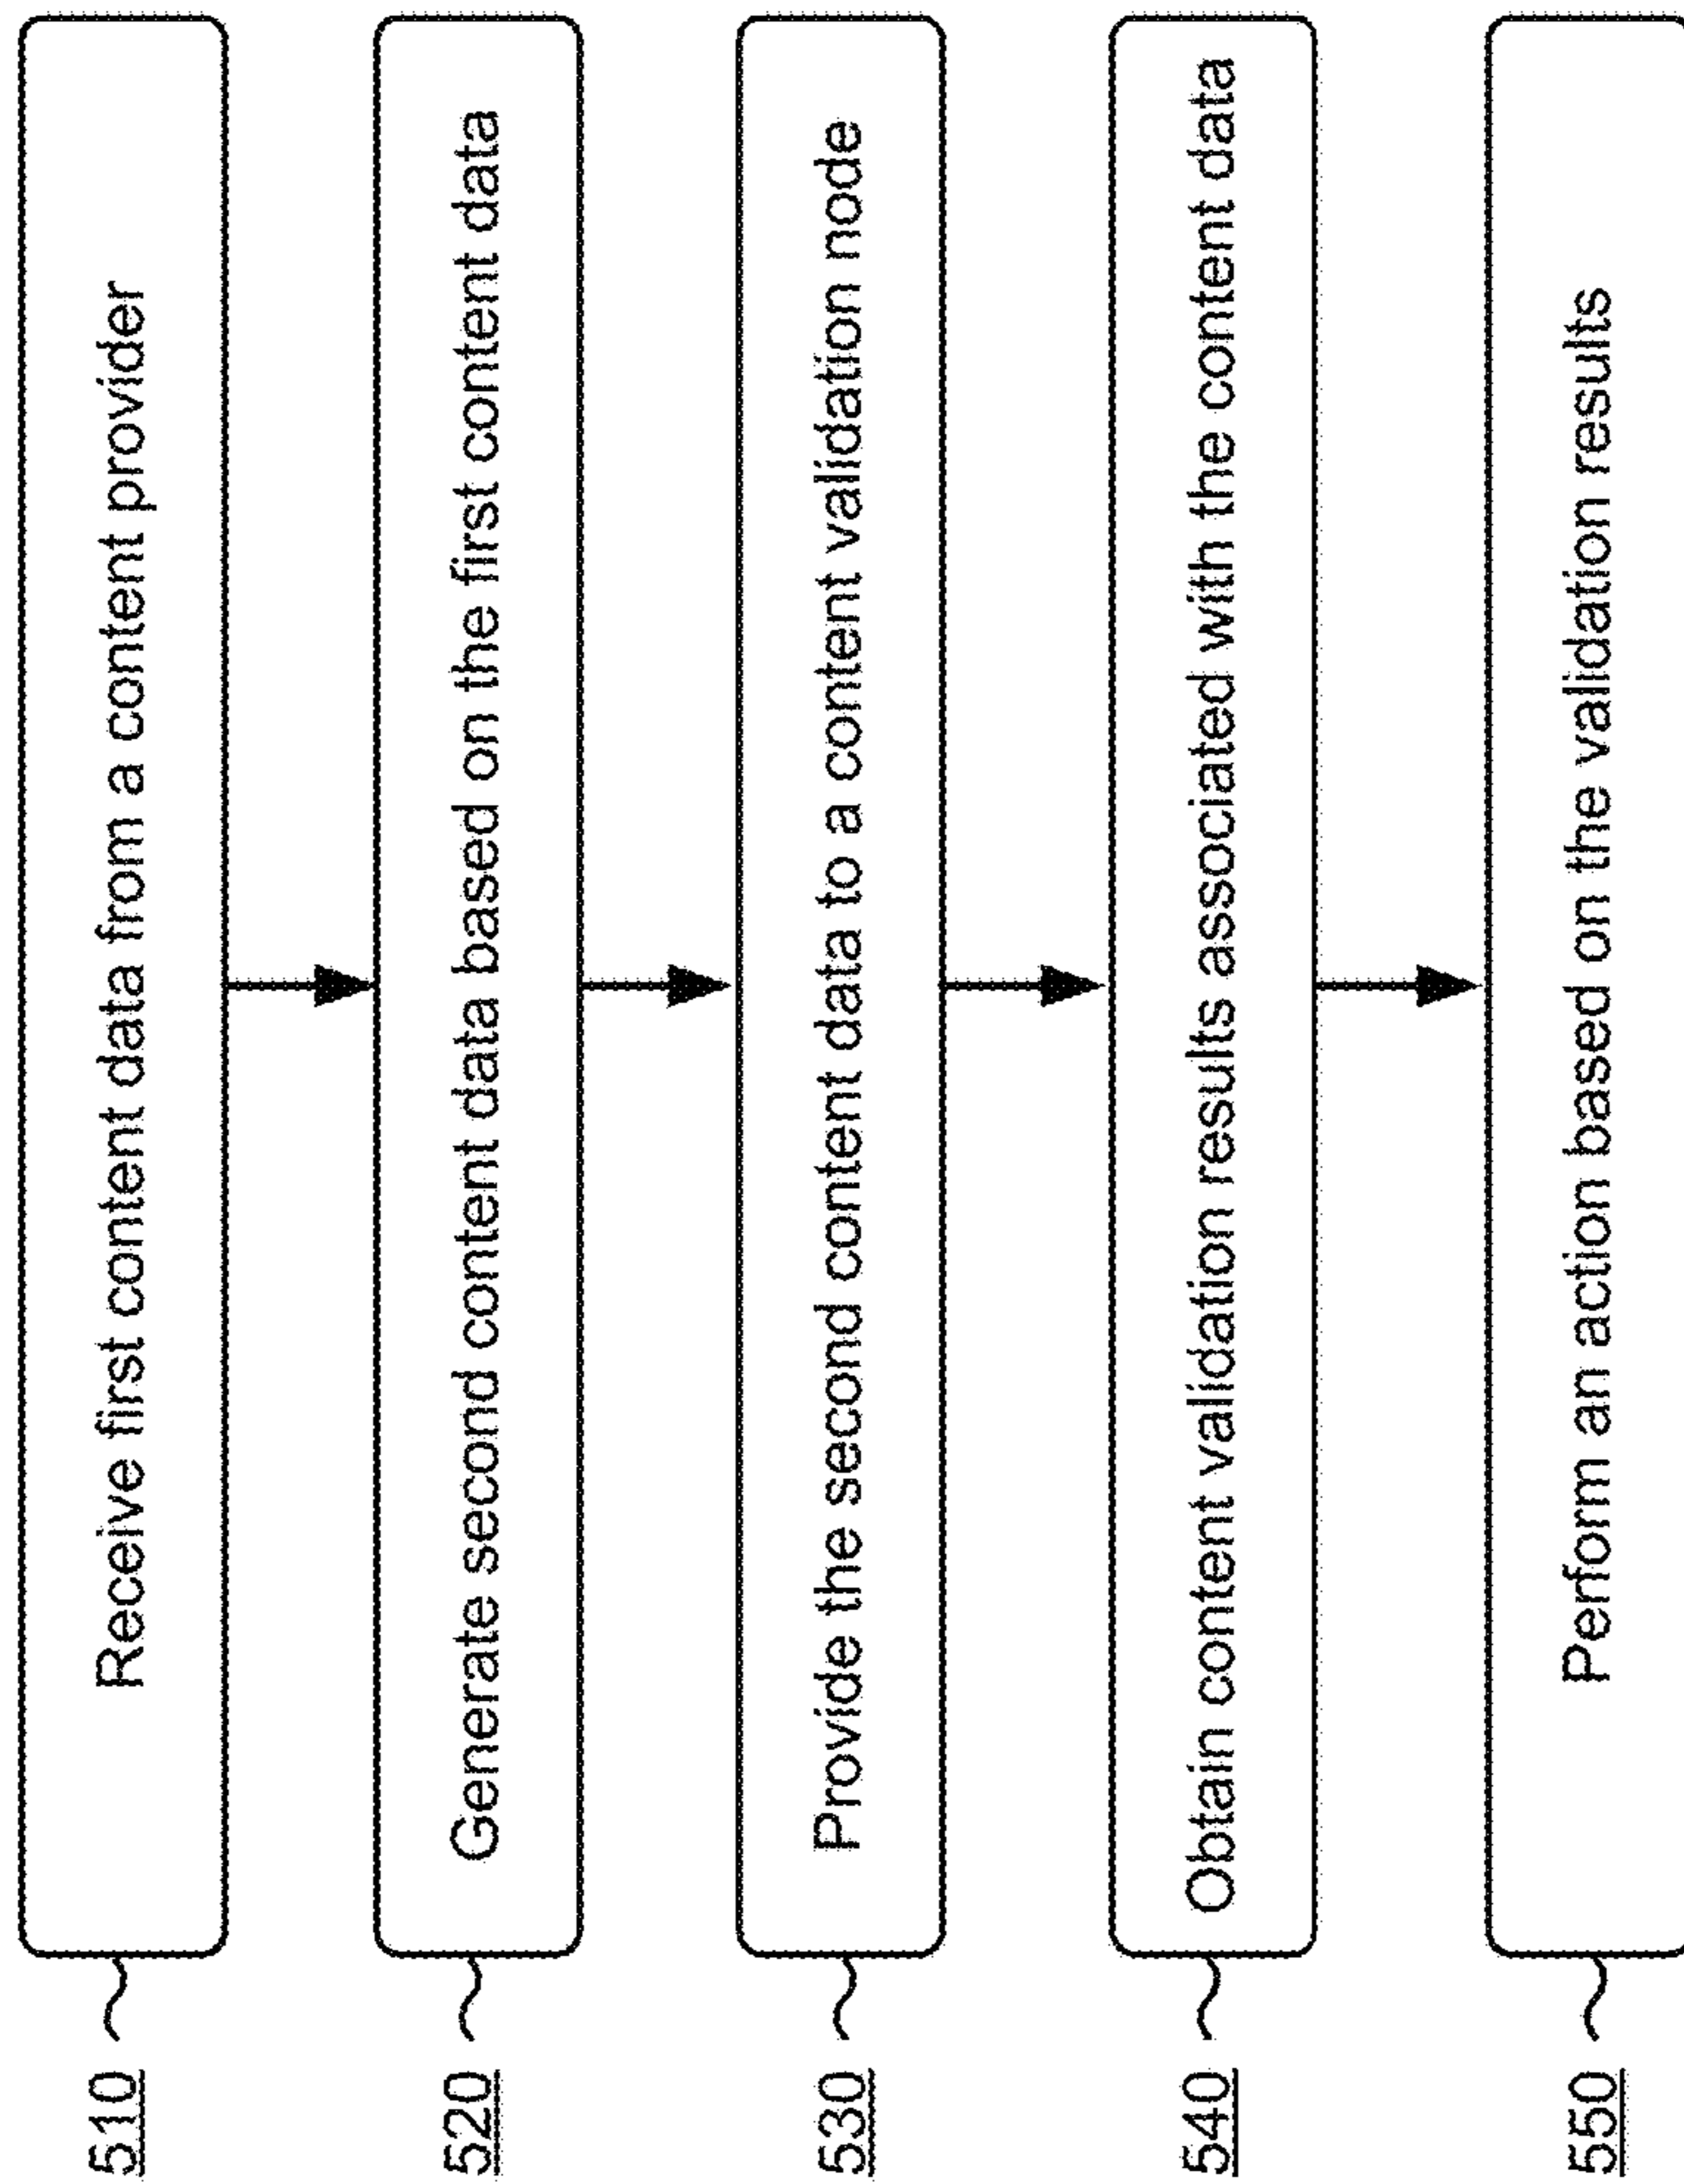 510 Receive first content data from a content provider
520 Generate second content data based on the first content data
530 Provide the second content data to a content validation node
540 Obtain content validation results associated with the content data
550 Perform an action based on the validation results